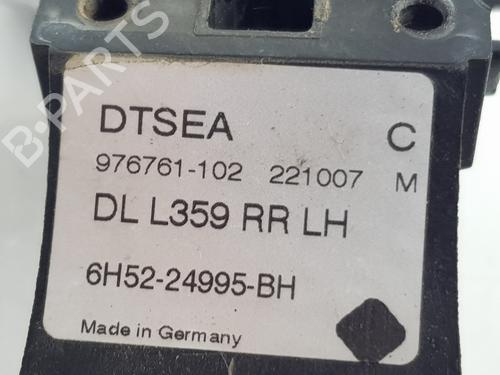 DTSEA C
976761-102 221007 M
DL L359 RR LH
6H52-24995-BH
Made in Germany
B-PARTS